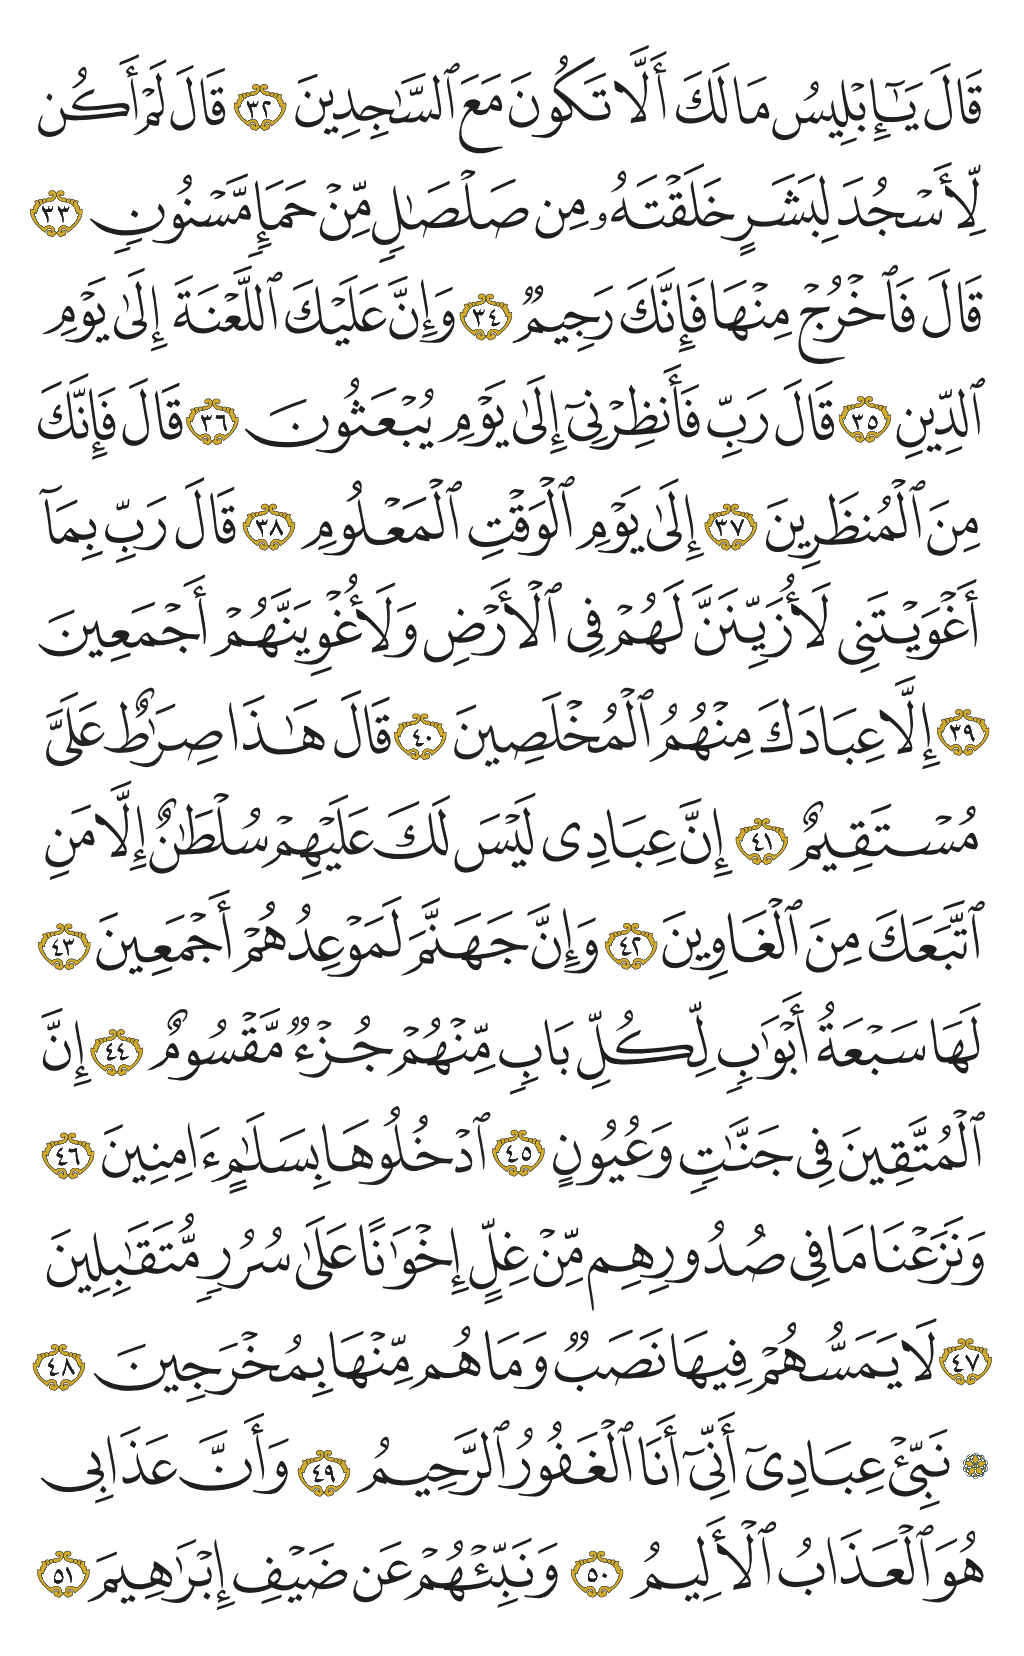 قَالَ يَـٰٓإِبۡلِيسُ مَا لَكَ أَلَّا تَكُونَ مَعَ ٱلسَّـٰجِدِينَ ٣٢ قَالَ لَمۡ أَكُن
لِّأَسۡجُدَ لِبَشَرٍ خَلَقۡتَهُۥ مِن صَلۡصَـٰلٍ مِّنۡ حَمَإٍ مَّسۡنُونٍ ٣٣
قَالَ فَٱخۡرُجۡ مِنۡهَا فَإِنَّكَ رَجِيمٌ ٣٤ وَإِنَّ عَلَيۡكَ ٱللَّعۡنَةَ إِلَىٰ يَوۡمِ
ٱلدِّينِ ٣٥ قَالَ رَبِّ فَأَنظِرۡنِىٓ إِلَىٰ يَوۡمِ يُبۡعَثُونَ ٣٦ قَالَ فَإِنَّكَ
مِنَ ٱلۡمُنظَرِينَ ٣٧ إِلَىٰ يَوۡمِ ٱلۡوَقۡتِ ٱلۡمَعۡلُومِ ٣٨ قَالَ رَبِّ بِمَآ
أَغۡوَيۡتَنِى لَأُزَيِّنَنَّ لَهُمۡ فِى ٱلۡأَرۡضِ وَلَأُغۡوِيَنَّهُمۡ أَجۡمَعِينَ
٣٩ إِلَّا عِبَادَكَ مِنۡهُمُ ٱلۡمُخۡلَصِينَ ٤٠ قَالَ هَـٰذَا صِرَٰطٌ عَلَىَّ
مُسۡتَقِيمٌ ٤١ إِنَّ عِبَادِى لَيۡسَ لَكَ عَلَيۡهِمۡ سُلۡطَـٰنٌ إِلَّا مَنِ
ٱتَّبَعَكَ مِنَ ٱلۡغَاوِينَ ٤٢ وَإِنَّ جَهَنَّمَ لَمَوۡعِدُهُمۡ أَجۡمَعِينَ ٤٣
لَهَا سَبۡعَةُ أَبۡوَٰبٍ لِّكُلِّ بَابٍ مِّنۡهُمۡ جُزۡءٌ مَّقۡسُومٌ ٤٤ إِنَّ
ٱلۡمُتَّقِينَ فِى جَنَّـٰتٍ وَعُيُونٍ ٤٥ ٱدۡخُلُوهَا بِسَلَـٰمٍ ءَامِنِينَ ٤٦
وَنَزَعۡنَا مَا فِى صُدُورِهِم مِّنۡ غِلٍّ إِخۡوَٰنًا عَلَىٰ سُرُرٍ مُّتَقَـٰبِلِينَ
٤٧ لَا يَمَسُّهُمۡ فِيهَا نَصَبٌ وَمَا هُم مِّنۡهَا بِمُخۡرَجِينَ ٤٨
۞ نَبِّئۡ عِبَادِىٓ أَنِّىٓ أَنَا ٱلۡغَفُورُ ٱلرَّحِيمُ ٤٩ وَأَنَّ عَذَابِى
هُوَ ٱلۡعَذَابُ ٱلۡأَلِيمُ ٥٠ وَنَبِّئۡهُمۡ عَن ضَيۡفِ إِبۡرَٰهِيمَ ٥١